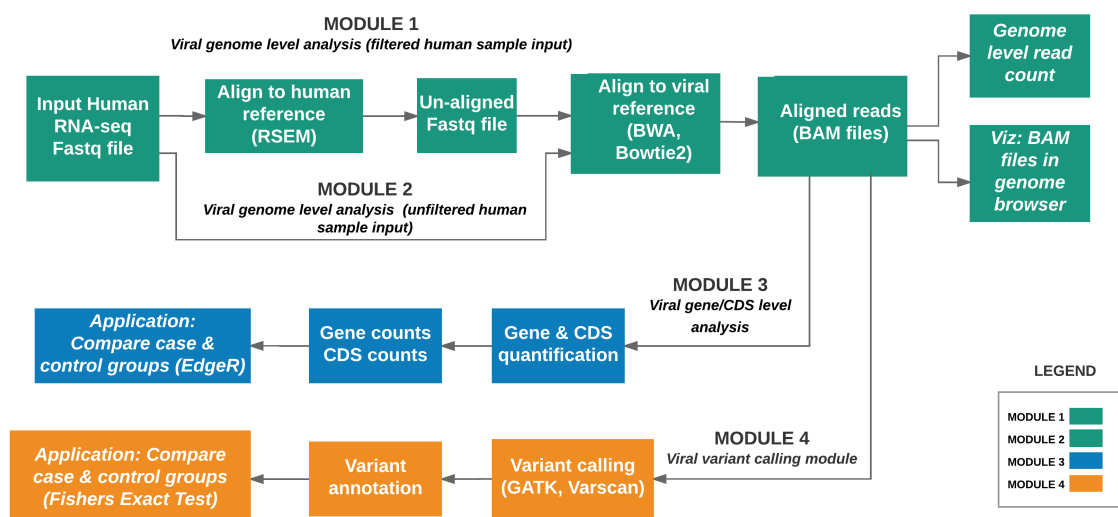 MODULE 1
Viral genome level analysis (filtered human sample input)
Input Human
RNA-seq
Fastq file
Align to human
reference
(RSEM)
Un-aligned
Fastq file
Align to viral
reference
(BWA,
Bowtie2)
Aligned reads
(BAM files)
Genome
level read
count
Viz: BAM
files in
genome
browser
MODULE 2
Viral genome level analysis (unfiltered human
sample input)
MODULE 3
Viral gene/CDS level
analysis
Application:
Compare case &
control groups (EdgeR)
Gene counts
CDS counts
Gene & CDS
quantification
MODULE 4
Viral variant calling module
Application: Compare
case & control groups
(Fishers Exact Test)
Variant
annotation
Variant calling
(GATK, Varscan)
LEGEND
MODULE 1
MODULE 2
MODULE 3
MODULE 4